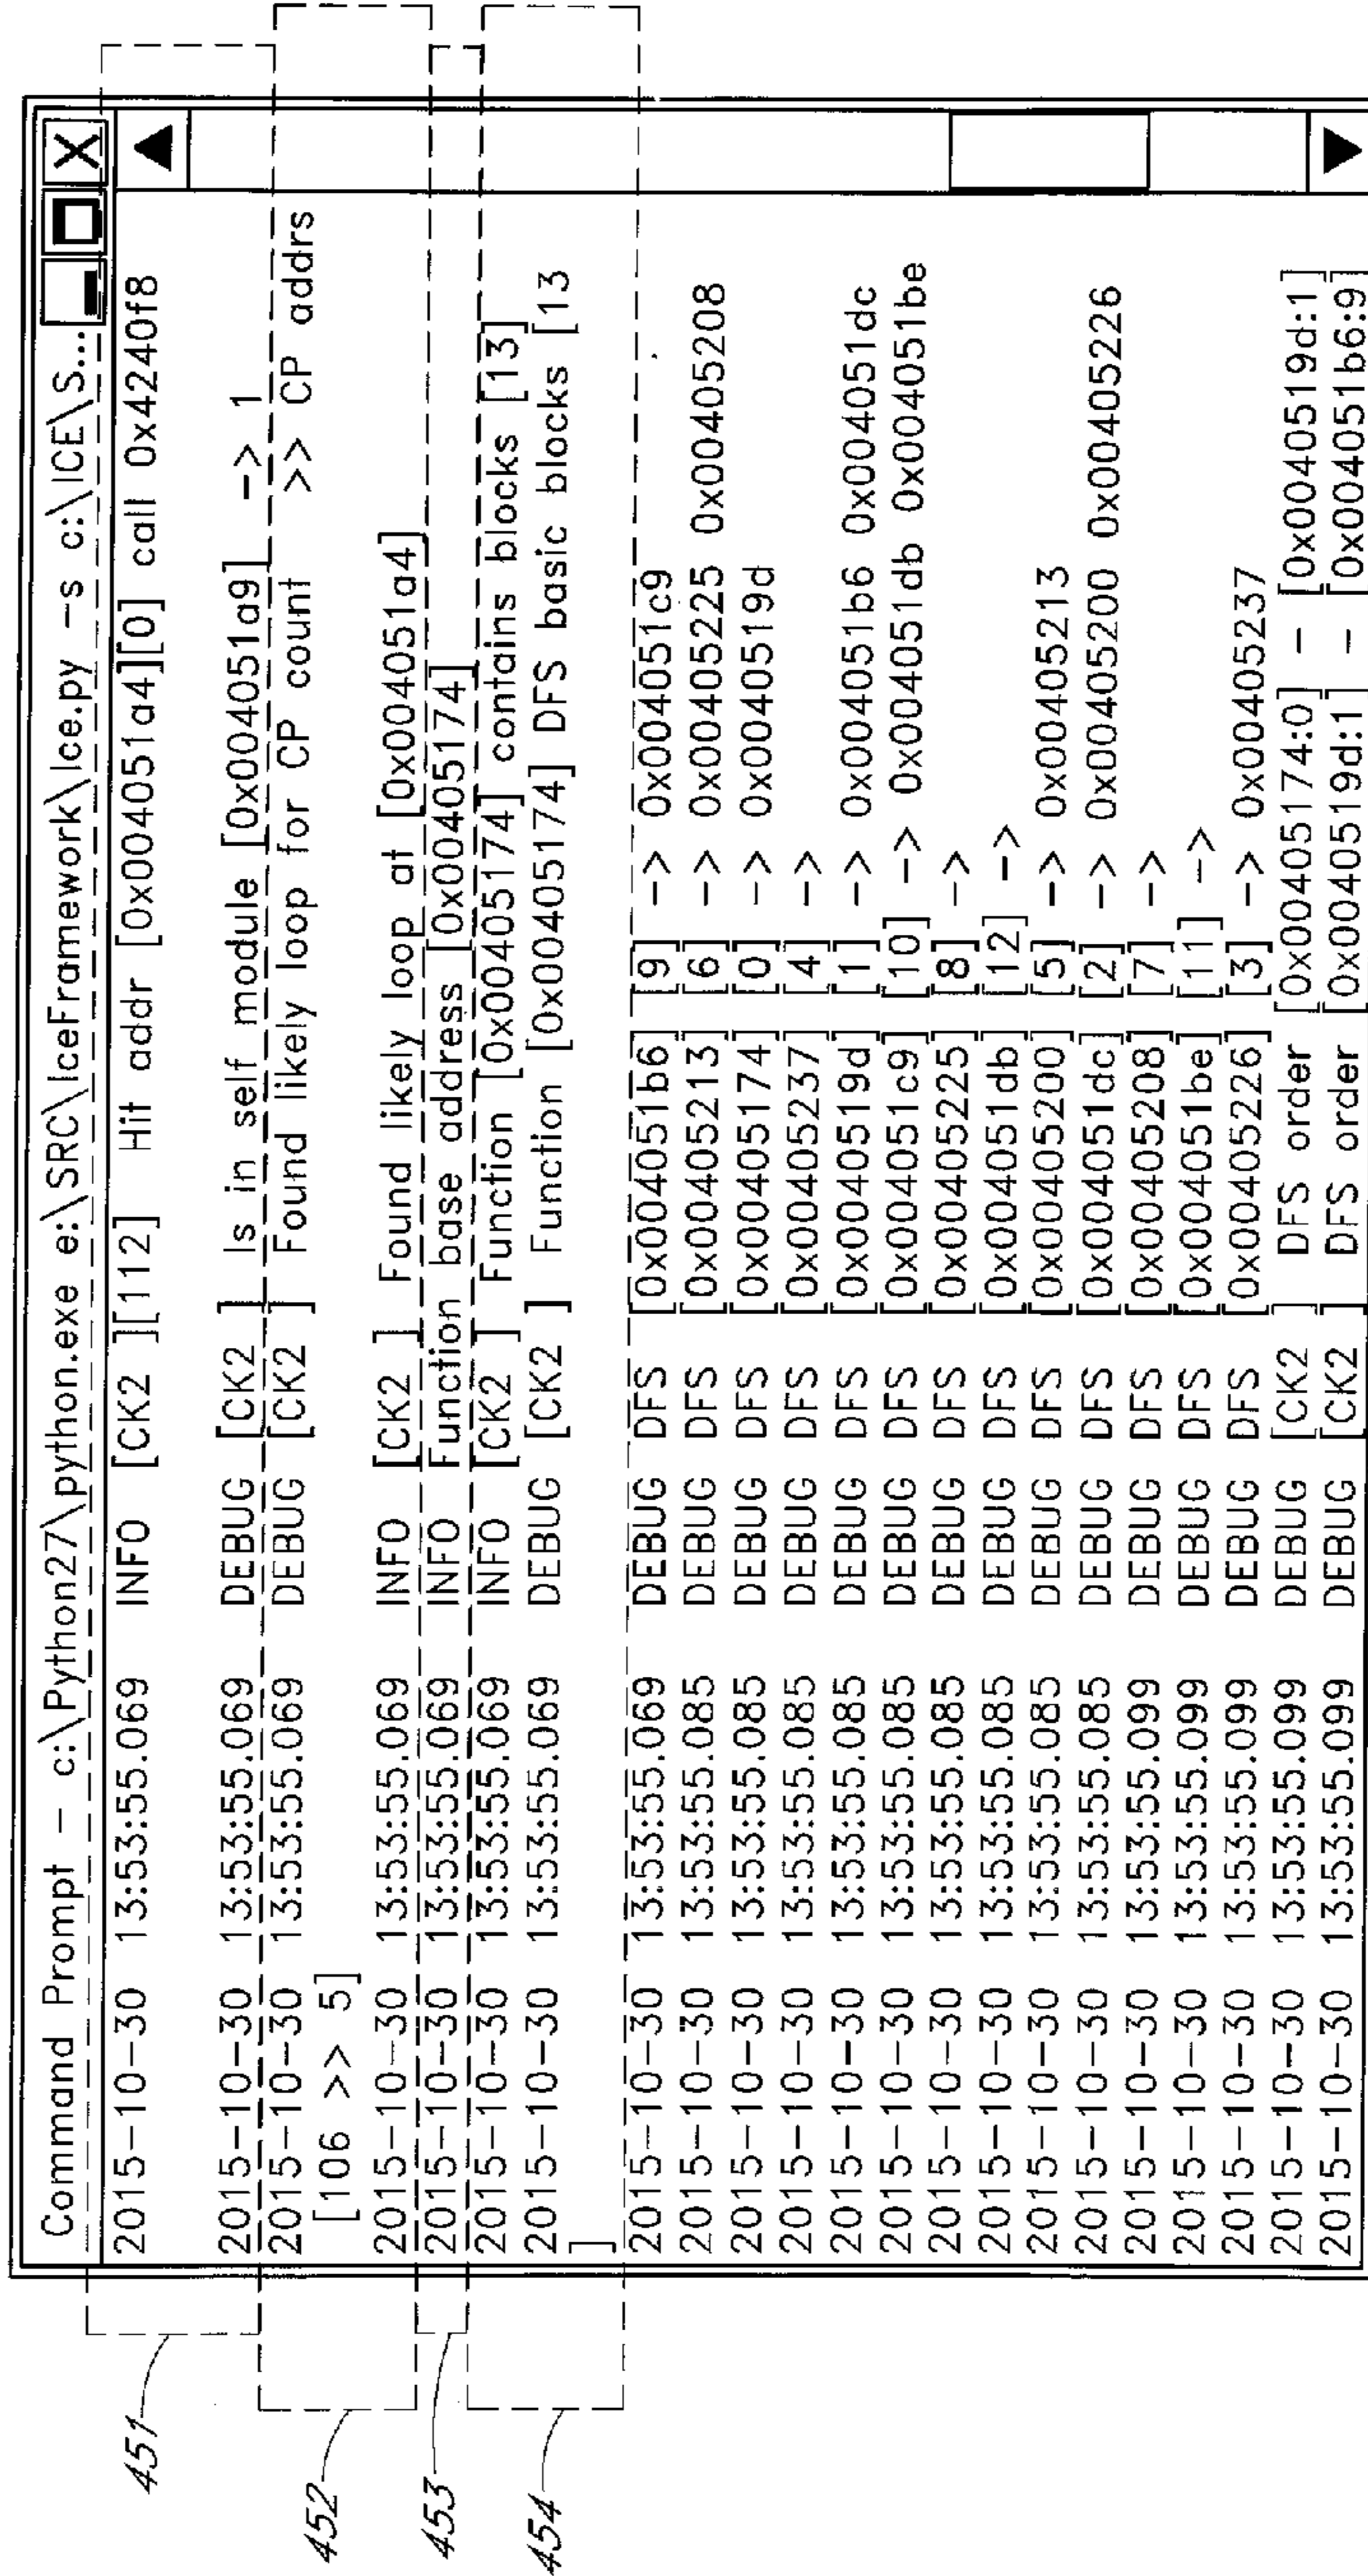 Command Prompt - c:\Python27\python.exe e:\SRC\IceFramework\Ice.py -s c:\ICE\S...
2015-10-30 13:53:55.069 INFO [CK2 ][112] Hit addr [0x004051a4][0] call 0x4240f8
2015-10-30 13:53:55.069 DEBUG [CK2 ] Is in self module [0x004051a9] -> 1
2015-10-30 13:53:55.069 DEBUG [CK2 ] Found likely loop for CP count >> CP addrs
[106 >> 5]
2015-10-30 13:53:55.069 INFO [CK2 ] Found likely loop at [0x004051a4]
2015-10-30 13:53:55.069 INFO Function base address [0x00405174]
2015-10-30 13:53:55.069 INFO [CK2 ] Function [0x00405174] contains blocks [13]
2015-10-30 13:53:55.069 DEBUG [CK2 ] Function [0x00405174] DFS basic blocks [13
]
2015-10-30 13:53:55.069 DEBUG DFS [0x004051b6] [9] -> 0x004051c9
2015-10-30 13:53:55.085 DEBUG DFS [0x00405213] [6] -> 0x00405225 0x00405208
2015-10-30 13:53:55.085 DEBUG DFS [0x00405174] [0] -> 0x0040519d
2015-10-30 13:53:55.085 DEBUG DFS [0x00405237] [4] ->
2015-10-30 13:53:55.085 DEBUG DFS [0x0040519d] [1] -> 0x004051b6 0x004051dc
2015-10-30 13:53:55.085 DEBUG DFS [0x004051c9] [10] -> 0x004051db 0x004051be
2015-10-30 13:53:55.085 DEBUG DFS [0x00405225] [8] ->
2015-10-30 13:53:55.085 DEBUG DFS [0x004051db] [12] ->
2015-10-30 13:53:55.085 DEBUG DFS [0x00405200] [5] -> 0x00405213
2015-10-30 13:53:55.085 DEBUG DFS [0x004051dc] [2] -> 0x00405200 0x00405226
2015-10-30 13:53:55.099 DEBUG DFS [0x00405208] [7] ->
2015-10-30 13:53:55.099 DEBUG DFS [0x004051be] [11] ->
2015-10-30 13:53:55.099 DEBUG DFS [0x00405226] [3] -> 0x00405237
2015-10-30 13:53:55.099 DEBUG [CK2 ] DFS order [0x00405174:0] - [0x0040519d:1]
2015-10-30 13:53:55.099 DEBUG [CK2 ] DFS order [0x0040519d:1] - [0x004051b6:9]
451
452
453
454